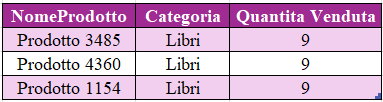 NomeProdotto Categoria Quantita Venduta
Prodotto 3485 Libri 9
Prodotto 4360 Libri 9
Prodotto 1154 Libri 9